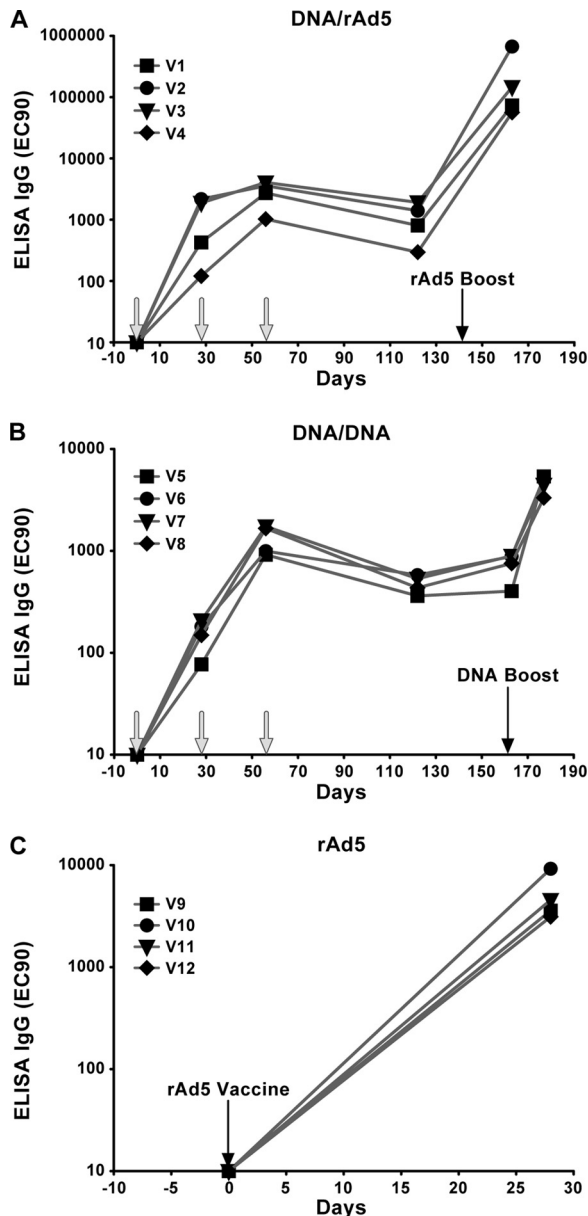 A
DNA/rAd5
ELISA IgG (EC90)
1000000
100000
10000
1000
100
10
V1
V2
V3
V4
rAd5 Boost
-10 10 30 50 70 90 110 130 150 170 190
Days
B
DNA/DNA
ELISA IgG (EC90)
10000
1000
100
10
V5
V6
V7
V8
DNA Boost
-10 10 30 50 70 90 110 130 150 170 190
Days
C
rAd5
ELISA IgG (EC90)
10000
1000
100
10
V9
V10
V11
V12
rAd5 Vaccine
-10 -5 0 5 10 15 20 25 30
Days